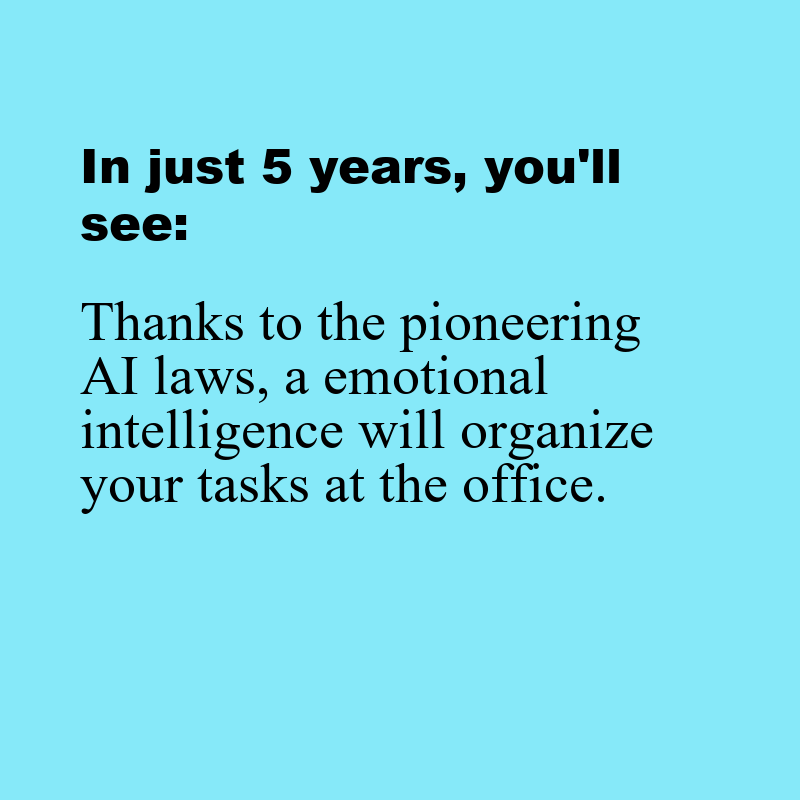 In just 5 years, you'll
see:
Thanks to the pioneering
AI laws, a emotional
intelligence will organize
your tasks at the office.